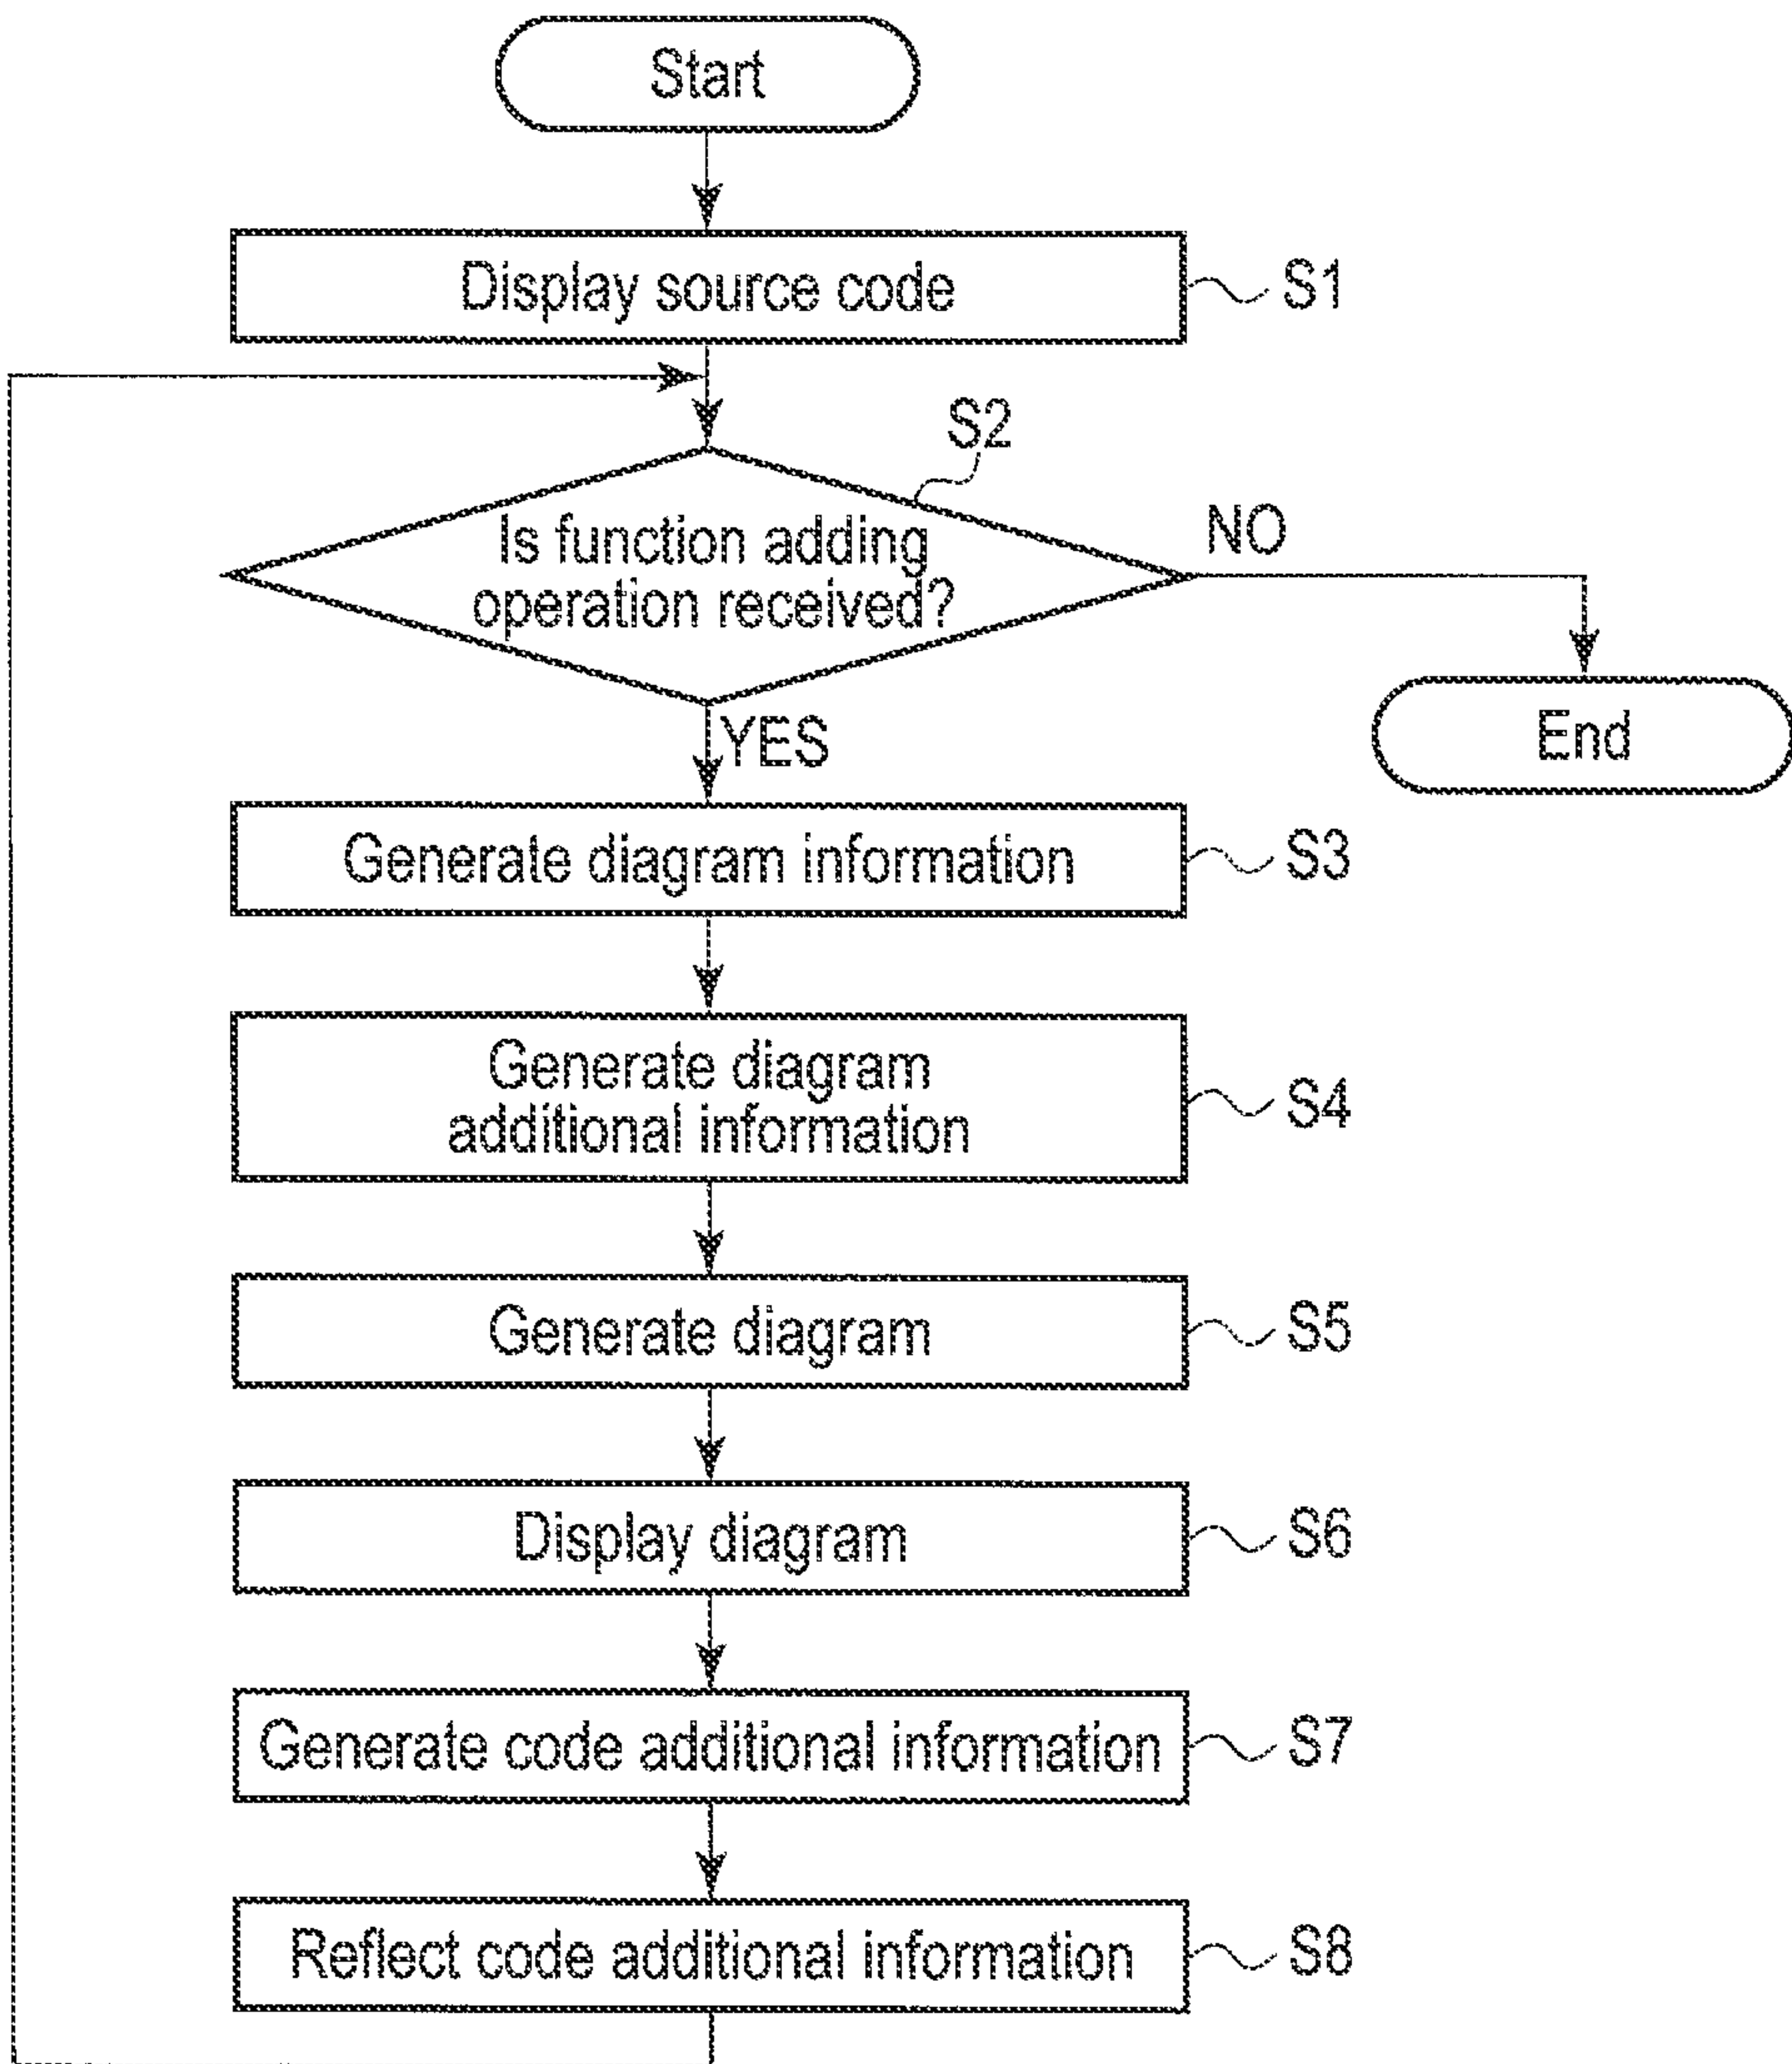 Start
Display source code
S1
S2
Is function adding
operation received?
NO
YES
End
Generate diagram information
S3
Generate diagram
additional information
S4
Generate diagram
S5
Display diagram
S6
Generate code additional information
S7
Reflect code additional information
S8